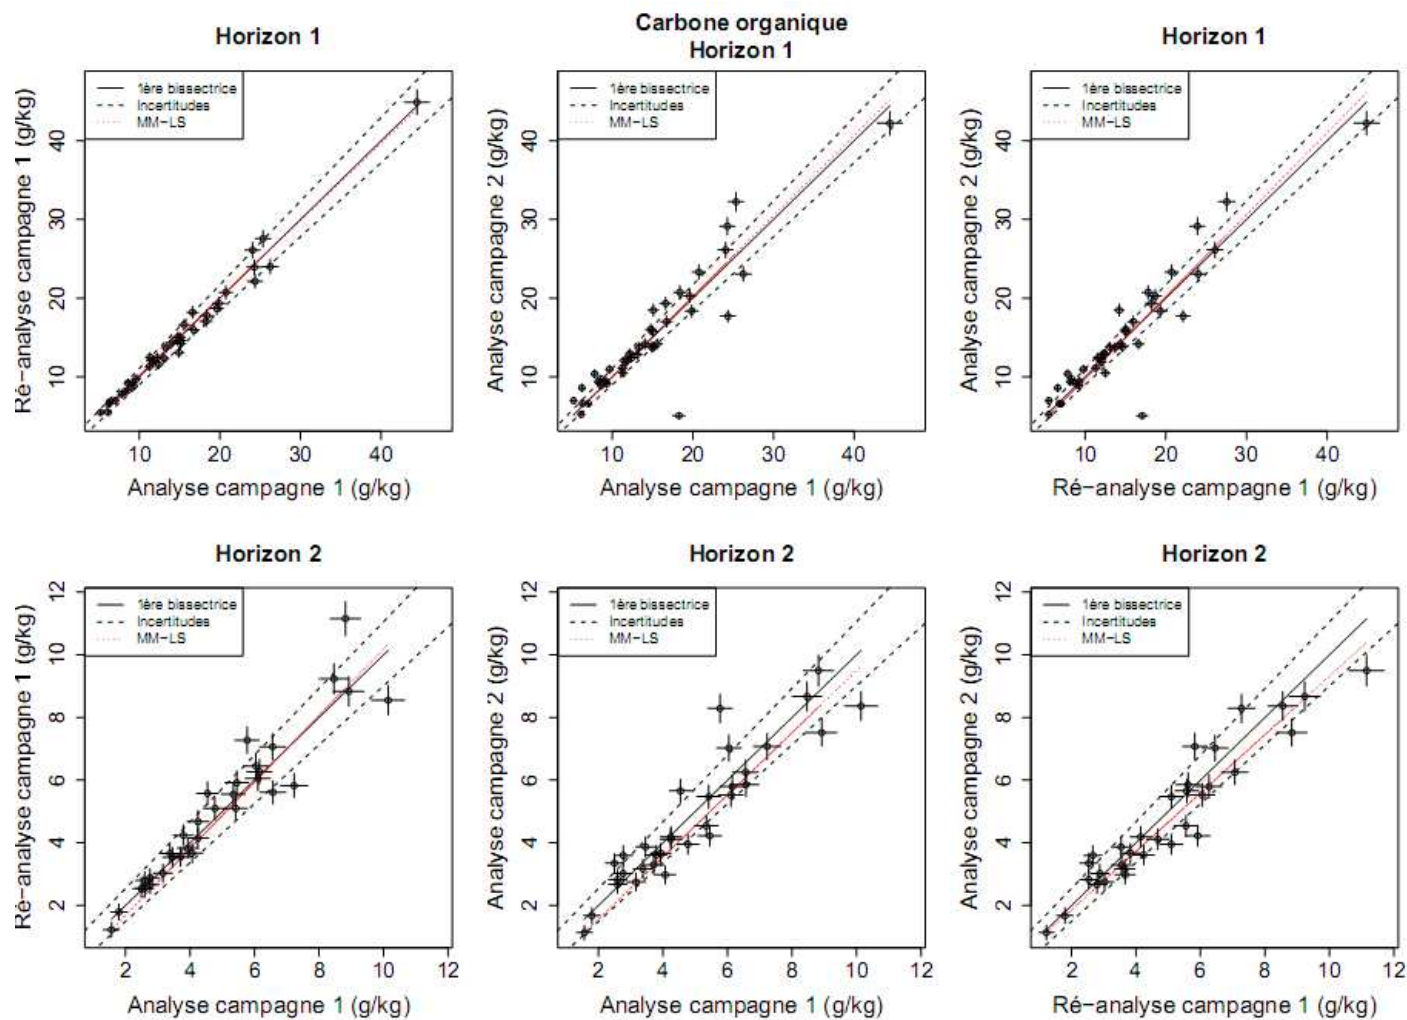 Horizon 1
Ré-analyse campagne 1 (g/kg)
1ère bissectrice
Incertitudes
MM-LS
10
20
30
40
10 20 30 40
Analyse campagne 1 (g/kg)
Carbone organique
Horizon 1
Analyse campagne 2 (g/kg)
1ère bissectrice
Incertitudes
MM-LS
10
20
30
40
10 20 30 40
Analyse campagne 1 (g/kg)
Horizon 1
Analyse campagne 2 (g/kg)
1ère bissectrice
Incertitudes
MM-LS
10
20
30
40
10 20 30 40
Ré-analyse campagne 1 (g/kg)
Horizon 2
Ré-analyse campagne 1 (g/kg)
1ère bissectrice
Incertitudes
MM-LS
2
4
6
8
10
12
2 4 6 8 10 12
Analyse campagne 1 (g/kg)
Horizon 2
Analyse campagne 2 (g/kg)
1ère bissectrice
Incertitudes
MM-LS
2
4
6
8
10
12
2 4 6 8 10 12
Analyse campagne 1 (g/kg)
Horizon 2
Analyse campagne 2 (g/kg)
1ère bissectrice
Incertitudes
MM-LS
2
4
6
8
10
12
2 4 6 8 10 12
Ré-analyse campagne 1 (g/kg)